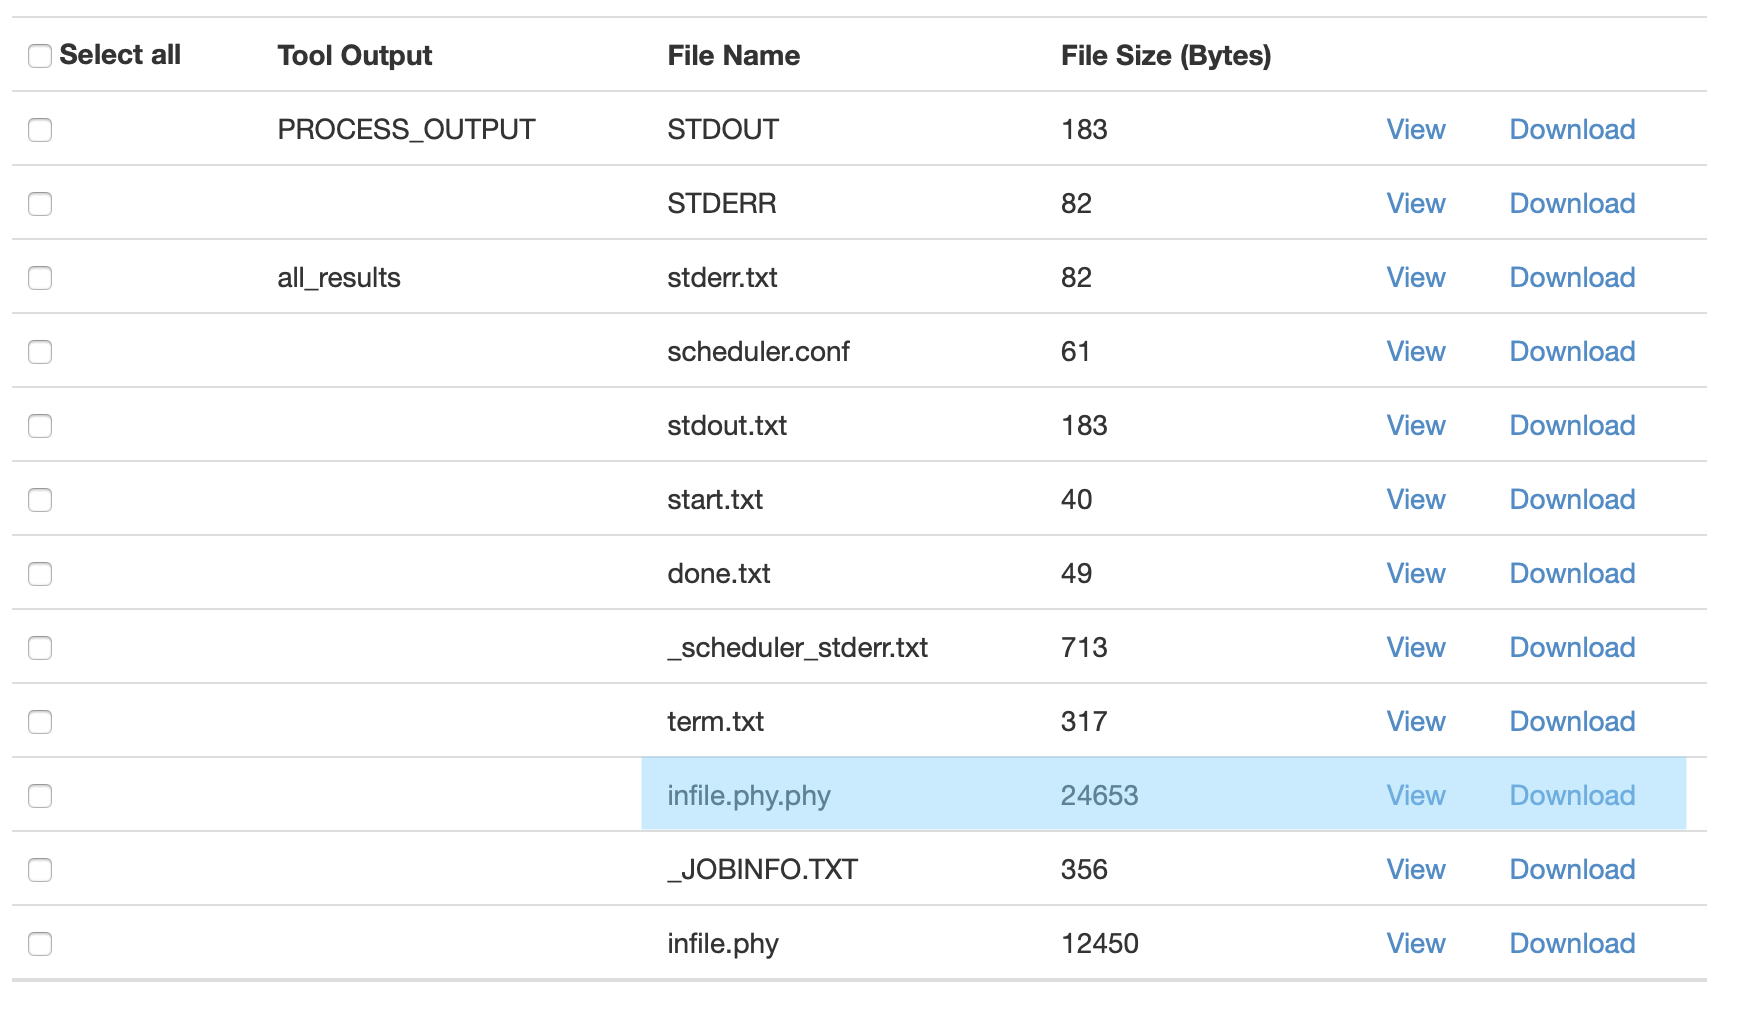 Select all Tool Output File Name File Size (Bytes)
PROCESS_OUTPUT STDOUT 183 View Download
STDERR 82 View Download
all_results stderr.txt 82 View Download
scheduler.conf 61 View Download
stdout.txt 183 View Download
start.txt 40 View Download
done.txt 49 View Download
_scheduler_stderr.txt 713 View Download
term.txt 317 View Download
infile.phy.phy 24653 View Download
_JOBINFO.TXT 356 View Download
infile.phy 12450 View Download